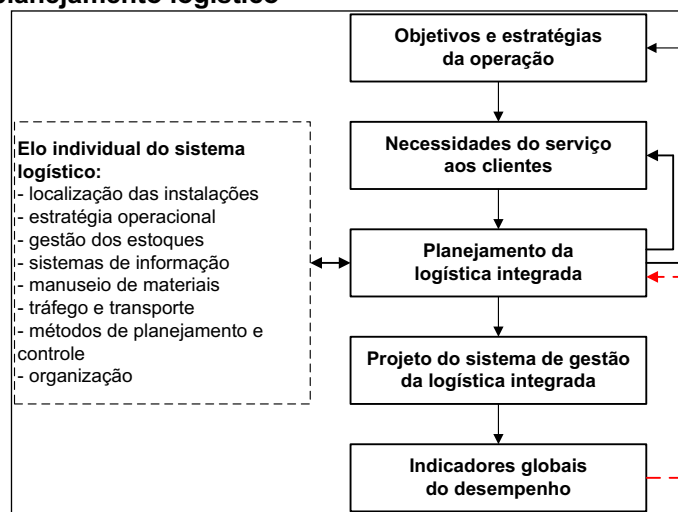 planejamento logístico
Objetivos e estratégias
da operação
Elo individual do sistema
logístico:
- localização das instalações
- estratégia operacional
- gestão dos estoques
- sistemas de informação
- manuseio de materiais
- tráfego e transporte
- métodos de planejamento e
controle
- organização
Necessidades do serviço
aos clientes
Planejamento da
logística integrada
Projeto do sistema de gestão
da logística integrada
Indicadores globais
do desempenho